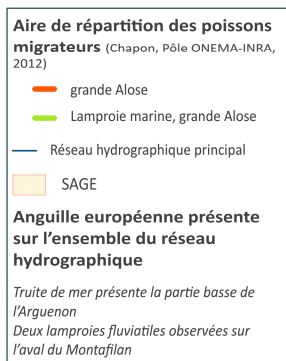 Aire de répartition des poissons
migrateurs (Chapon, Pôle ONEMA-INRA,
2012)
grande Alose
Lamproie marine, grande Alose
Réseau hydrographique principal
SAGE
Anguille européenne présente
sur l'ensemble du réseau
hydrographique
Truite de mer présente la partie basse de
l'Arguenon
Deux lamproies fluviatiles observées sur
l'aval du Montafilan